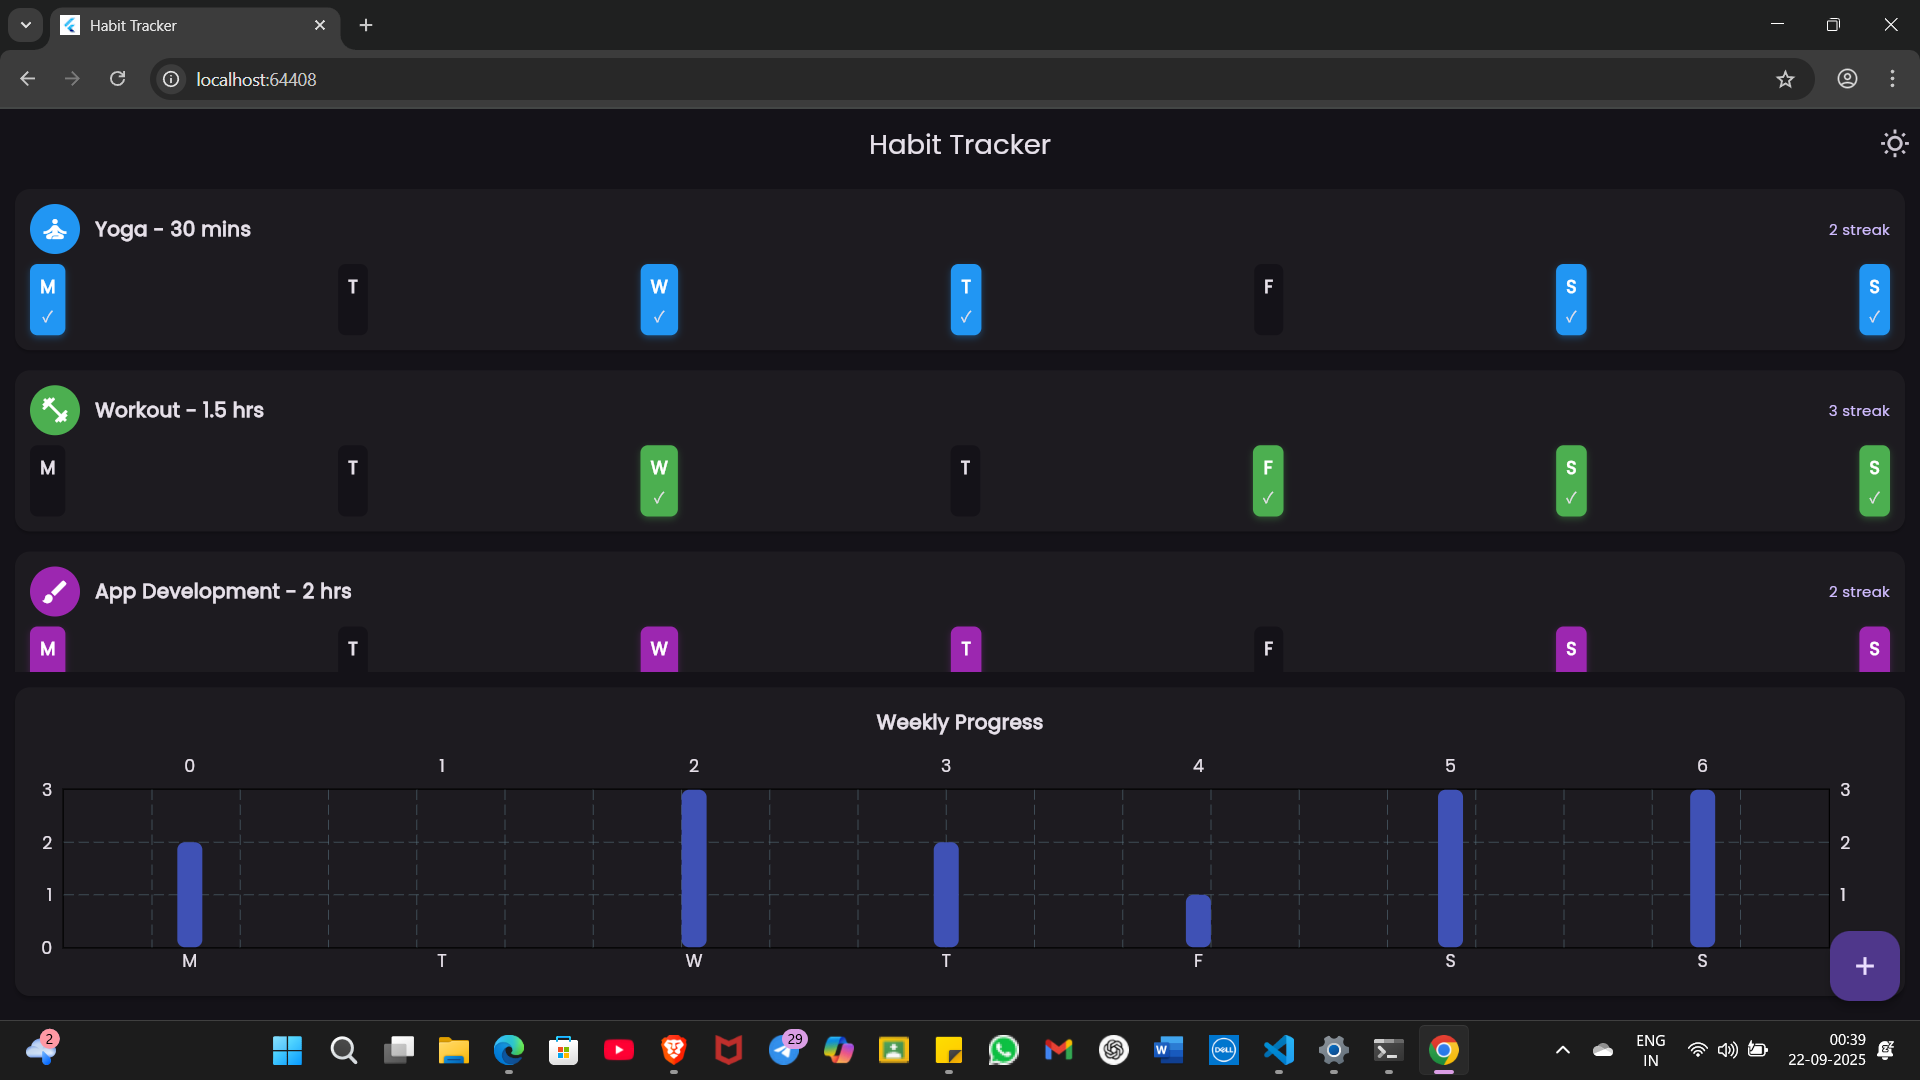 Habit Tracker
localhost:64408
Habit Tracker
Yoga - 30 mins
2 streak
M T W T F S S
✓ ✓ ✓ ✓ ✓
Workout - 1.5 hrs
3 streak
M T W T F S S
✓ ✓ ✓ ✓
App Development - 2 hrs
2 streak
M T W T F S S
Weekly Progress
0 1 2 3 4 5 6
3 3
2 2
1 1
0
M T W T F S S
+
2
29
W
DELL
ENG
IN
00:39
22-09-2025